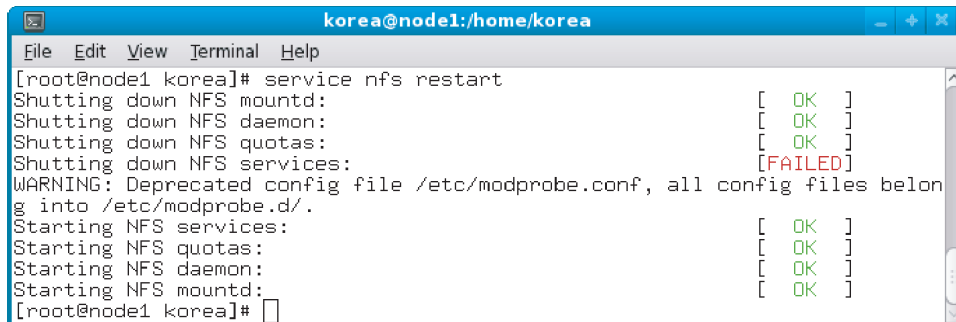 korea@node1:/home/korea
File Edit View Terminal Help
[root@node1 korea]# service nfs restart
Shutting down NFS mountd: [ OK ]
Shutting down NFS daemon: [ OK ]
Shutting down NFS quotas: [ OK ]
Shutting down NFS services: [FAILED]
WARNING: Deprecated config file /etc/modprobe.conf, all config files belon
g into /etc/modprobe.d/.
Starting NFS services: [ OK ]
Starting NFS quotas: [ OK ]
Starting NFS daemon: [ OK ]
Starting NFS mountd: [ OK ]
[root@node1 korea]#